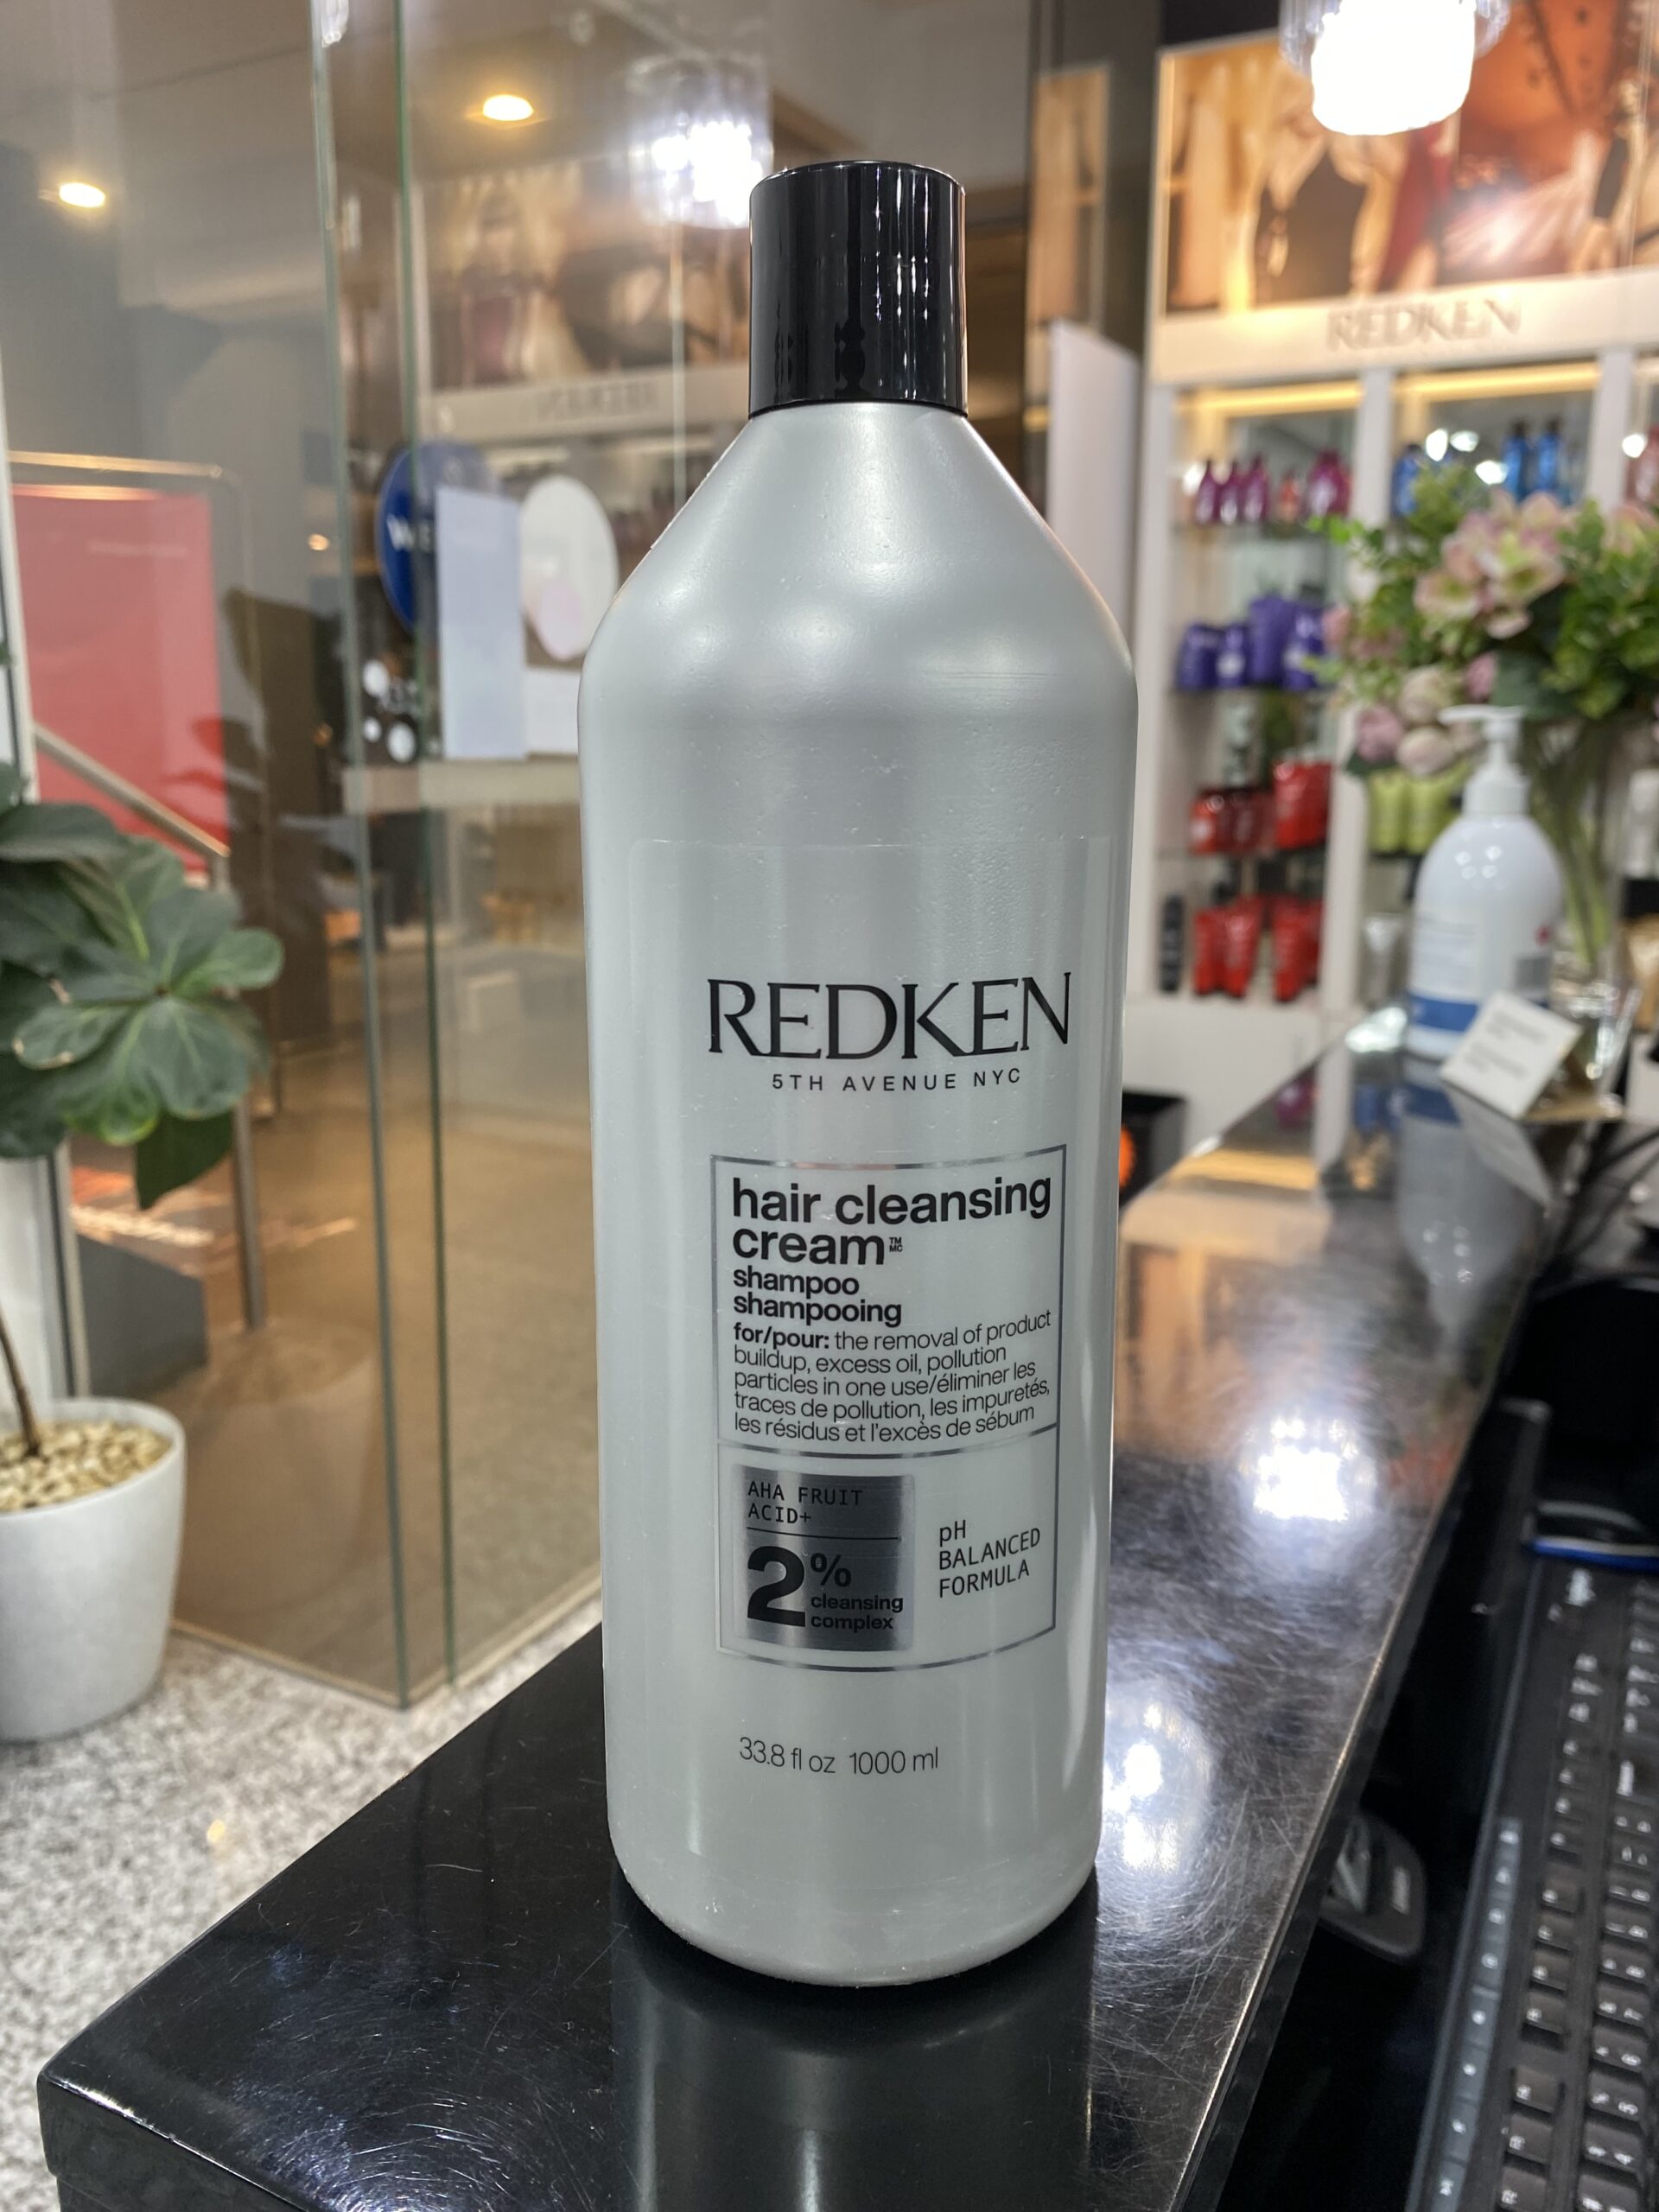 REDKEN
REDKEN
5TH AVENUE NYC
hair cleansing
cream™ MC
shampoo
shampooing
for/pour: the removal of product
buildup, excess oil, pollution
particles in one use/éliminer les
traces de pollution, les impuretés,
les résidus et l'excès de sébum
AHA FRUIT
ACID+
2%
cleansing
complex
pH
BALANCED
FORMULA
33.8 fl oz 1000 ml